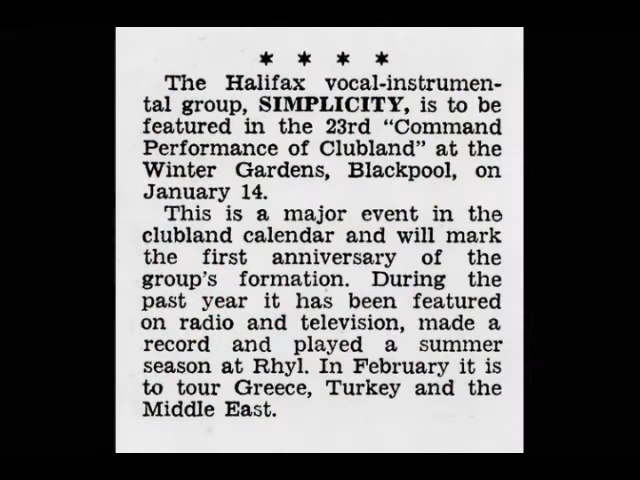 * * * *
The Halifax vocal-instrumen-
tal group, SIMPLICITY, is to be
featured in the 23rd “Command
Performance of Clubland” at the
Winter Gardens, Blackpool, on
January 14.
This is a major event in the
clubland calendar and will mark
the first anniversary of the
group's formation. During the
past year it has been featured
on radio and television, made a
record and played a summer
season at Rhyl. In February it is
to tour Greece, Turkey and the
Middle East.